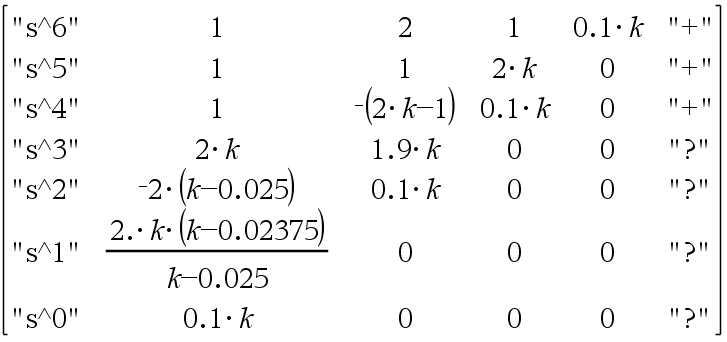 "s^6" 1 2 1 0.1·k "+"
"s^5" 1 1 2·k 0 "+"
"s^4" 1 ⁻(2·k−1) 0.1·k 0 "+"
"s^3" 2·k 1.9·k 0 0 "?"
"s^2" ⁻2·(k−0.025) 0.1·k 0 0 "?"
2.·k·(k−0.02375)
"s^1" 0 0 0 "?"
k−0.025
"s^0" 0.1·k 0 0 0 "?"